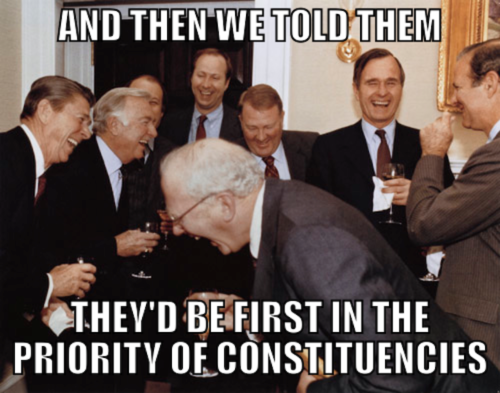 AND THEN WE TOLD THEM
THEY'D BE FIRST IN THE
PRIORITY OF CONSTITUENCIES